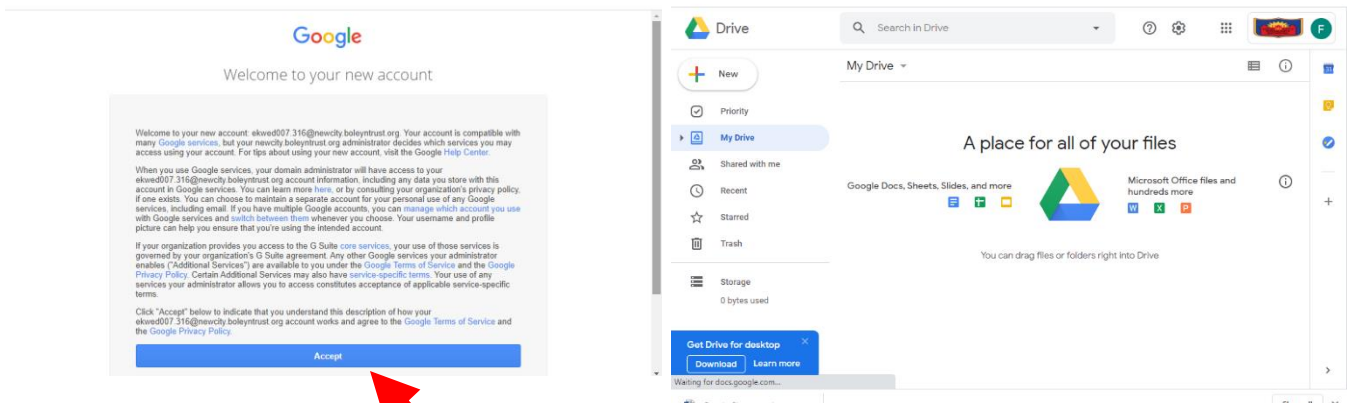 Google
Welcome to your new account
Welcome to your new account: ekwed007.316@newcity.boleyntrust.org. Your account is compatible with
many Google services, but your newcity.boleyntrust.org administrator decides which services you may
access using your account. For tips about using your new account, visit the Google Help Center.
When you use Google services, your domain administrator will have access to your
ekwed007.316@newcity.boleyntrust.org account information, including any data you store with this
account in Google services. You can learn more here, or by consulting your organization's privacy policy,
if one exists. You can choose to maintain a separate account for your personal use of any Google
services, including email. If you have multiple Google accounts, you can manage which account you use
with Google services and switch between them whenever you choose. Your username and profile
picture can help you ensure that you're using the intended account.
If your organization provides you access to the G Suite core services, your use of those services is
governed by your organization's G Suite agreement. Any other Google services your administrator
enables ("Additional Services") are available to you under the Google Terms of Service and the Google
Privacy Policy. Certain Additional Services may also have service-specific terms. Your use of any
services your administrator allows you to access constitutes acceptance of applicable service-specific
terms.
Click "Accept" below to indicate that you understand this description of how your
ekwed007.316@newcity.boleyntrust.org account works and agree to the Google Terms of Service and
the Google Privacy Policy.
Accept
Drive
Search in Drive
F
New
My Drive
Priority
My Drive
Shared with me
Recent
Starred
Trash
Storage
0 bytes used
A place for all of your files
Google Docs, Sheets, Slides, and more
Microsoft Office files and
hundreds more
W X P
You can drag files or folders right into Drive
31
Get Drive for desktop
Download Learn more
Waiting for docs.google.com...